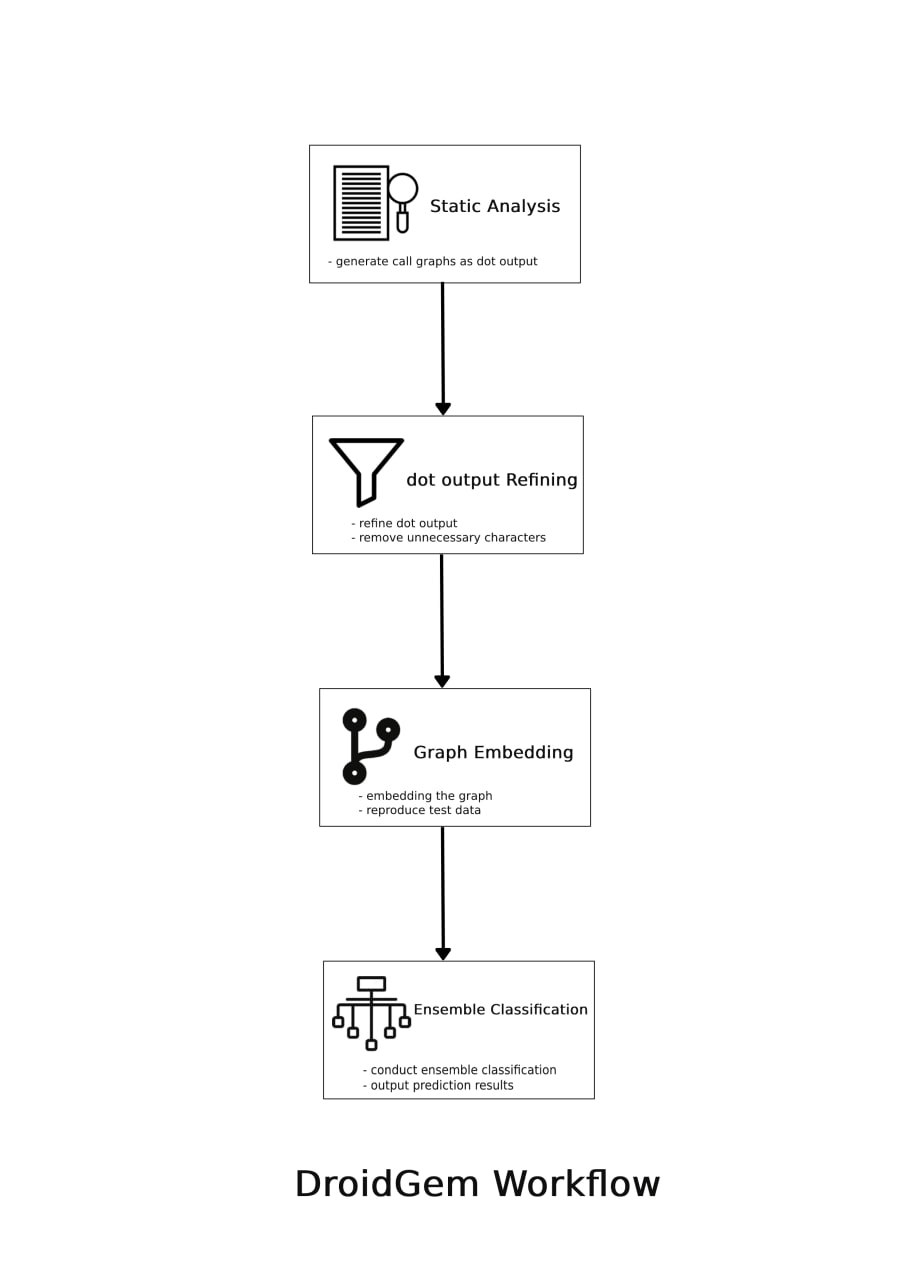 Static Analysis
- generate call graphs as dot output
dot output Refining
- refine dot output
- remove unnecessary characters
Graph Embedding
- embedding the graph
- reproduce test data
Ensemble Classification
- conduct ensemble classification
- output prediction results
DroidGem Workflow